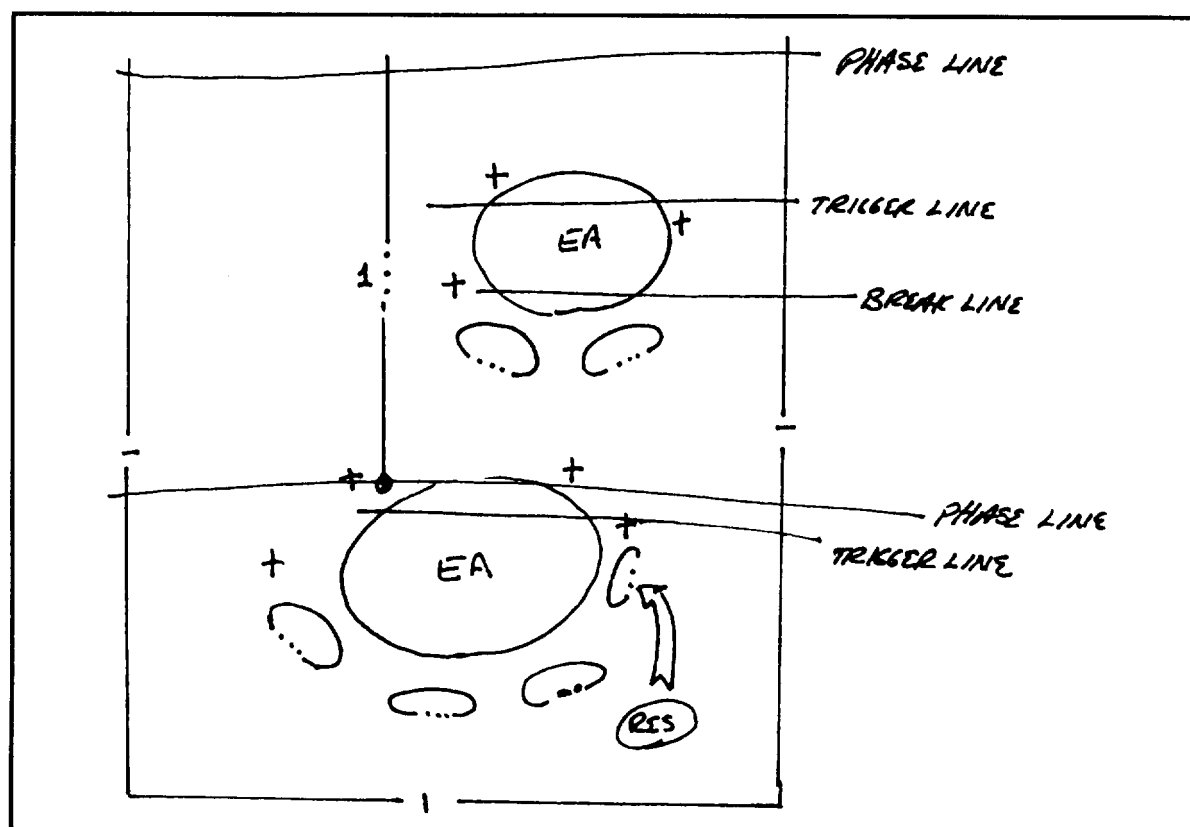 PHASE LINE
TRIGGER LINE
EA
1
BREAK LINE
PHASE LINE
TRIGGER LINE
EA
RES